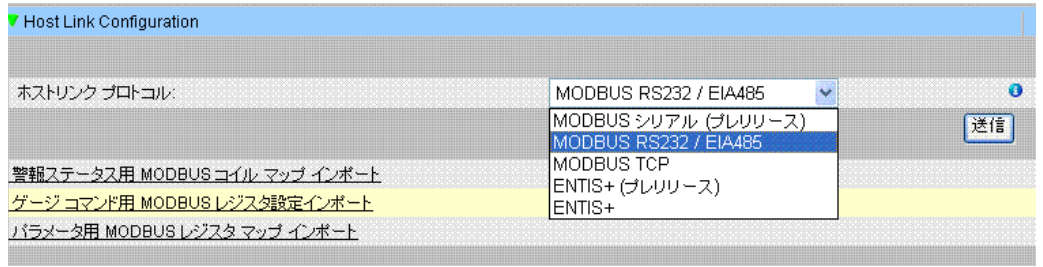 Host Link Configuration
ホストリンク プロトコル:
MODBUS RS232 / EIA485
MODBUS シリアル (プレリリース)
MODBUS RS232 / EIA485
MODBUS TCP
ENTIS+ (プレリリース)
ENTIS+
送信
警報ステータス用 MODBUS コイル マップ インポート
ゲージ コマンド用 MODBUS レジスタ設定インポート
パラメータ用 MODBUS レジスタ マップ インポート